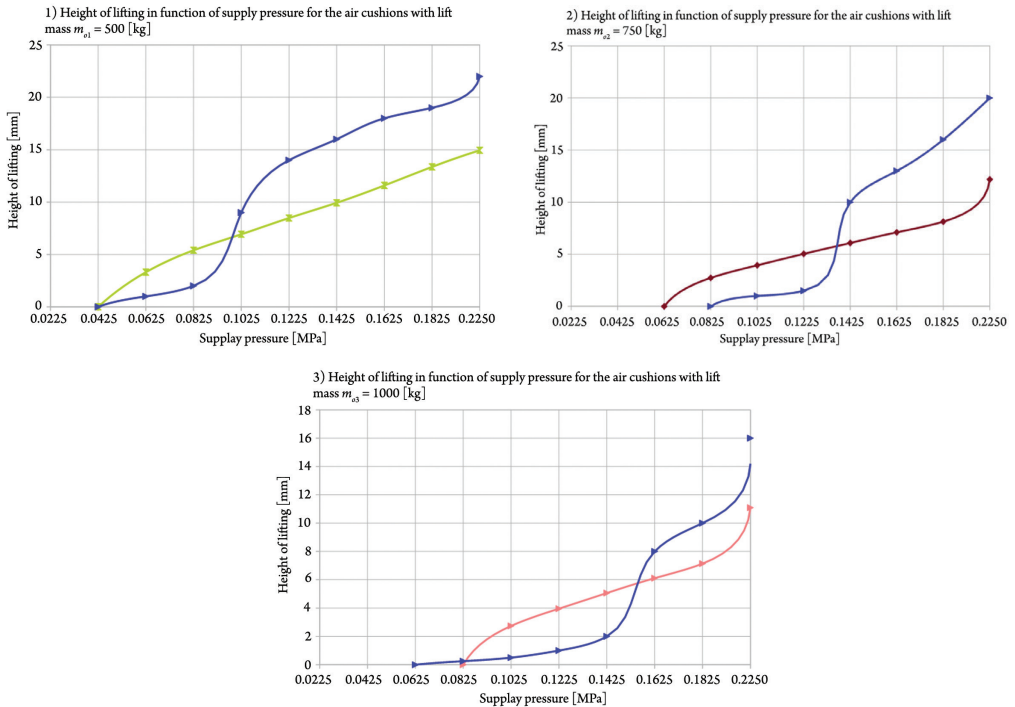 1) Height of lifting in function of supply pressure for the air cushions with lift
mass mo1 = 500 [kg]
25
20
15
10
5
0
Height of lifting [mm]
0.0225 0.0425 0.0625 0.0825 0.1025 0.1225 0.1425 0.1625 0.1825 0.2250
Supplay pressure [MPa]
2) Height of lifting in function of supply pressure for the air cushions with lift
mass mo2 = 750 [kg]
25
20
15
10
5
0
Height of lifting [mm]
0.0225 0.0425 0.0625 0.0825 0.1025 0.1225 0.1425 0.1625 0.1825 0.2250
Supplay pressure [MPa]
3) Height of lifting in function of supply pressure for the air cushions with lift
mass mo3 = 1000 [kg]
18
16
14
12
10
8
6
4
2
0
Height of lifting [mm]
0.0225 0.0425 0.0625 0.0825 0.1025 0.1225 0.1425 0.1625 0.1825 0.2250
Supplay pressure [MPa]